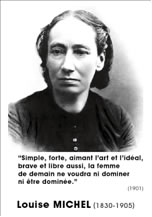 "Simple, forte, aimant l'art et l'idéal,
brave et libre aussi, la femme
de demain ne voudra ni dominer
ni être dominée."
(1901)
Louise MICHEL (1830-1905)